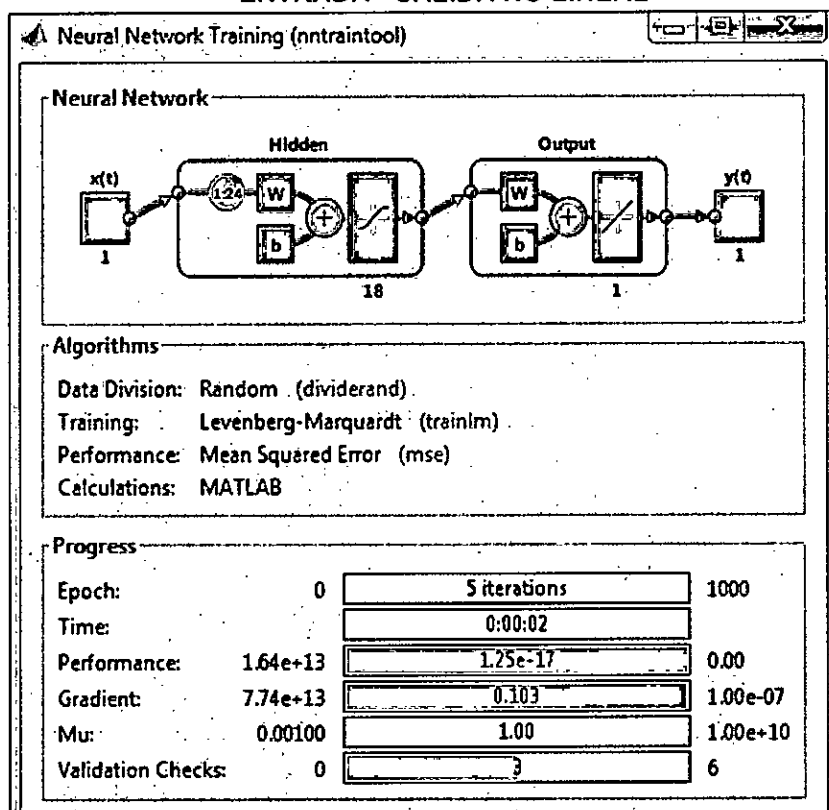 Neural Network Training (nntraintool)
Neural Network
Hidden
Output
x(t)
1:24
W
b
W
b
y(t)
1
18
1
1
Algorithms
Data Division: Random (dividerand)
Training: Levenberg-Marquardt (trainlm)
Performance: Mean Squared Error (mse)
Calculations: MATLAB
Progress
Epoch: 0 5 iterations 1000
Time: 0:00:02
Performance: 1.64e+13 1.25e-17 0.00
Gradient: 7.74e+13 0.103 1.00e-07
Mu: 0.00100 1.00 1.00e+10
Validation Checks: 0 3 6